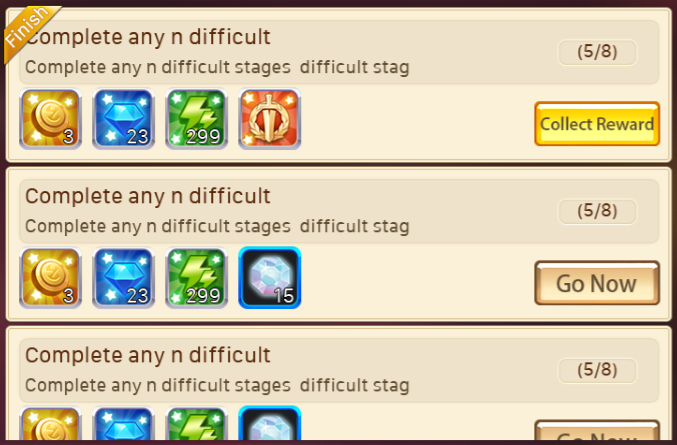 Finish
Complete any n difficult
(5/8)
Complete any n difficult stages difficult stag
3
23
299
Collect Reward
Complete any n difficult
(5/8)
Complete any n difficult stages difficult stag
3
23
299
15
Go Now
Complete any n difficult
(5/8)
Complete any n difficult stages difficult stag
Go Now